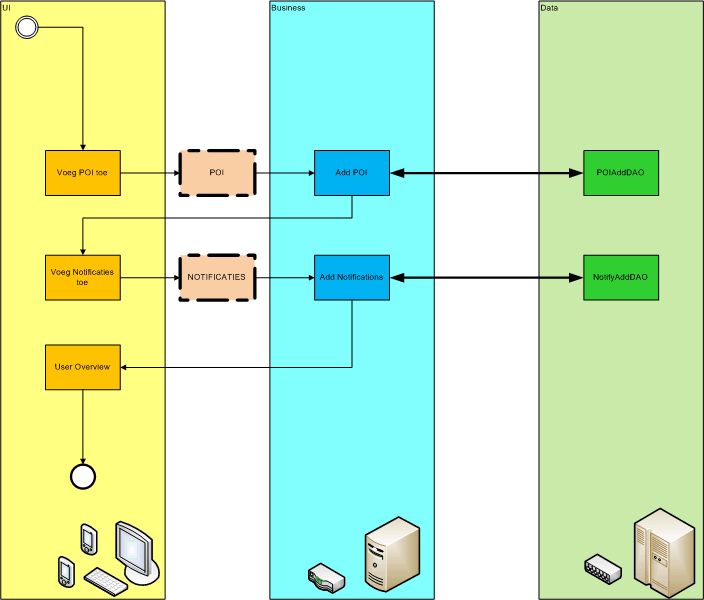 UI
Business
Data
Voeg POI toe
POI
Add POI
POIAddDAO
Voeg Notificaties
toe
NOTIFICATIES
Add Notifications
NotifyAddDAO
User Overview